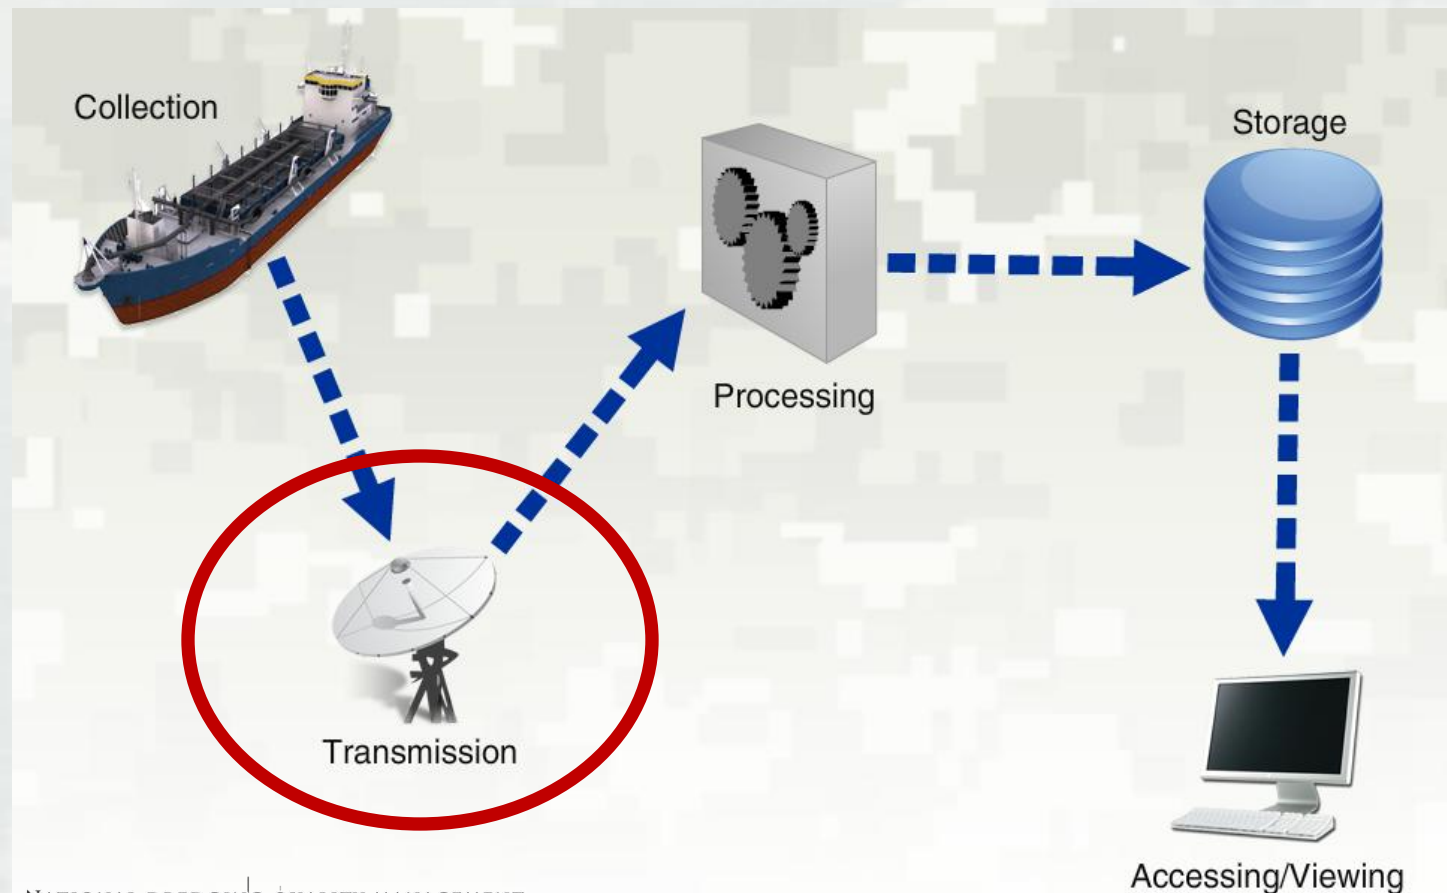 Collection
Storage
Processing
Transmission
Accessing/Viewing